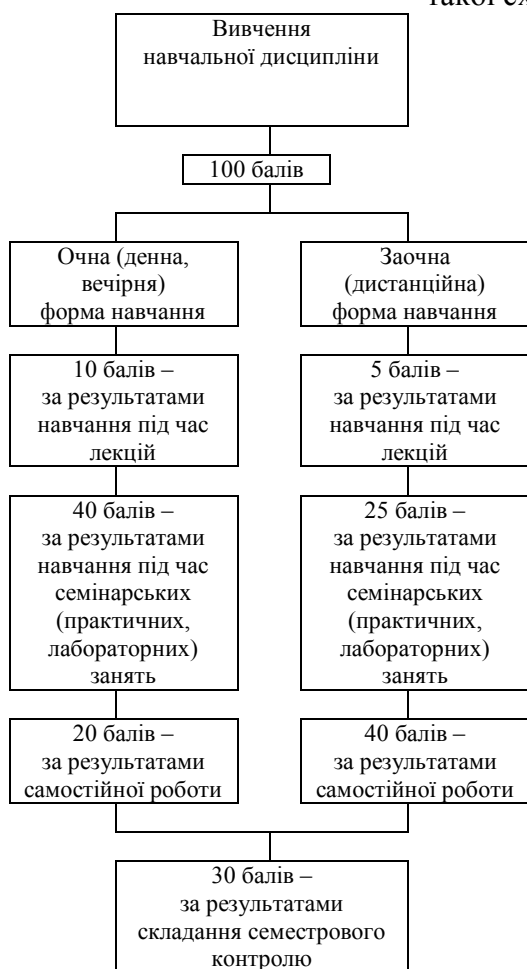 Вивчення
навчальної дисципліни
100 балів
Очна (денна,
вечірня)
форма навчання
10 балів –
за результатами
навчання під час
лекцій
40 балів –
за результатами
навчання під час
семінарських
(практичних,
лабораторних)
занять
20 балів –
за результатами
самостійної роботи
Заочна
(дистанційна)
форма навчання
5 балів –
за результатами
навчання під час
лекцій
25 балів –
за результатами
навчання під час
семінарських
(практичних,
лабораторних)
занять
40 балів –
за результатами
самостійної роботи
30 балів –
за результатами
складання семестрового
контролю